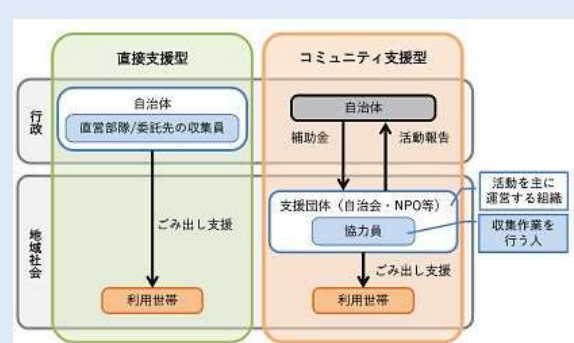 直接支援型
コミュニティ支援型
行政
自治体
直営部隊/委託先の収集員
自治体
補助金
活動報告
地域社会
ごみ出し支援
支援団体（自治会・NPO等）
協力員
活動を主に
運営する組織
収集作業を
行う人
ごみ出し支援
利用世帯
利用世帯